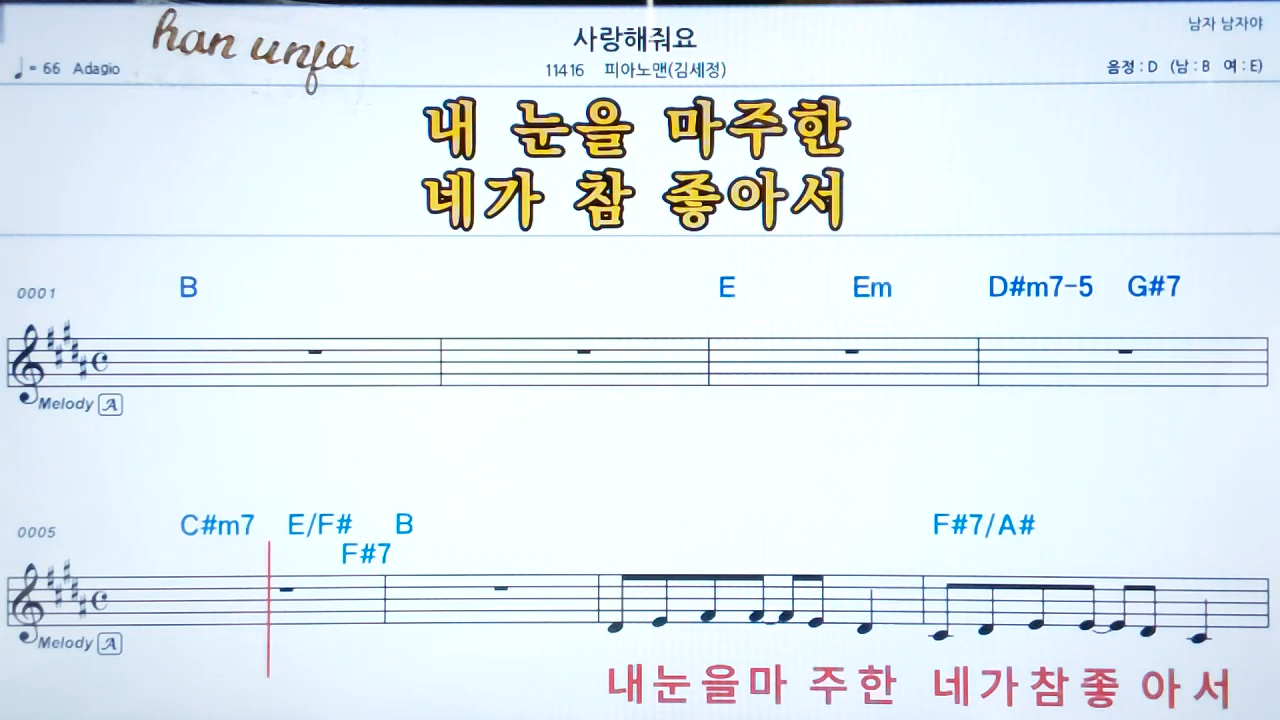 han unfa
남자 남자야
사랑해줘요
♩= 66 Adagio
11416 피아노맨(김세정)
음정 : D (남 : B 여 : E)
내 눈을 마주한
네가 참 좋아서
0001
B E Em D#m7-5 G#7
Melody A
0005
C#m7 E/F# B F#7/A#
F#7
Melody A
내눈을마 주한 네가참좋 아서